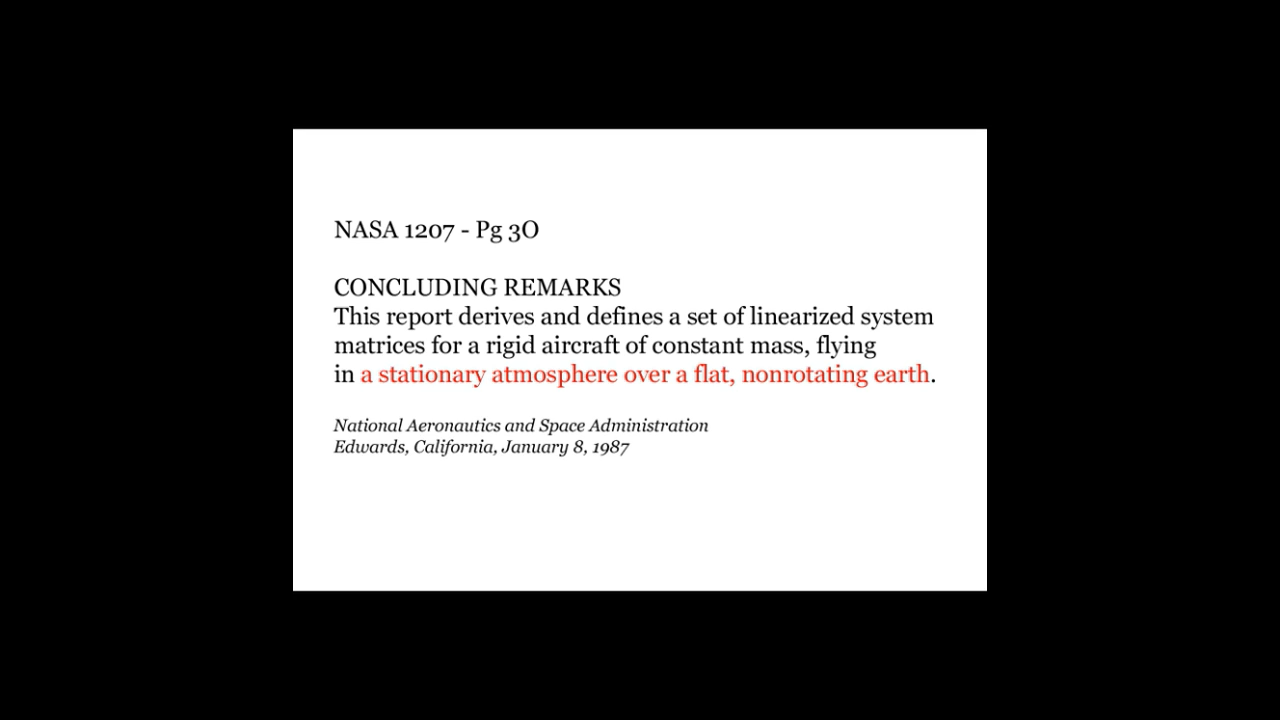 NASA 1207 - Pg 3O
CONCLUDING REMARKS
This report derives and defines a set of linearized system
matrices for a rigid aircraft of constant mass, flying
in a stationary atmosphere over a flat, nonrotating earth.
National Aeronautics and Space Administration
Edwards, California, January 8, 1987